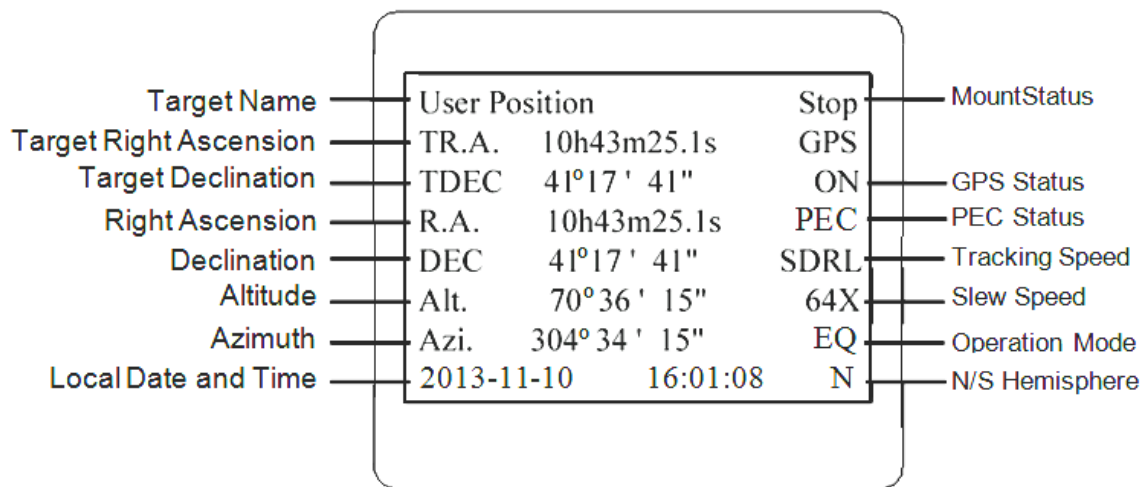 Target Name User Position Stop MountStatus
Target Right Ascension TR.A. 10h43m25.1s GPS
Target Declination TDEC 41º17 ' 41" ON GPS Status
Right Ascension R.A. 10h43m25.1s PEC PEC Status
Declination DEC 41º17 ' 41" SDRL Tracking Speed
Altitude Alt. 70º 36 ' 15" 64X Slew Speed
Azimuth Azi. 304º 34 ' 15" EQ Operation Mode
Local Date and Time 2013-11-10 16:01:08 N N/S Hemisphere